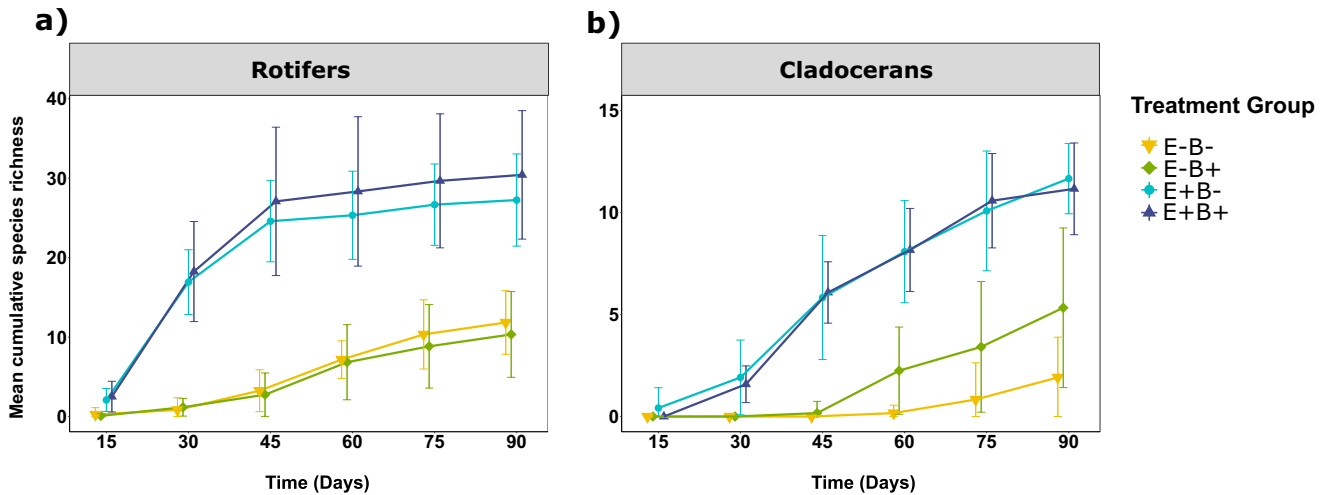 a)
Rotifers
Mean cumulative species richness
40
30
20
10
0
15 30 45 60 75 90
Time (Days)
b)
Cladocerans
15
10
5
0
15 30 45 60 75 90
Time (Days)
Treatment Group
E-B-
E-B+
E+B-
E+B+